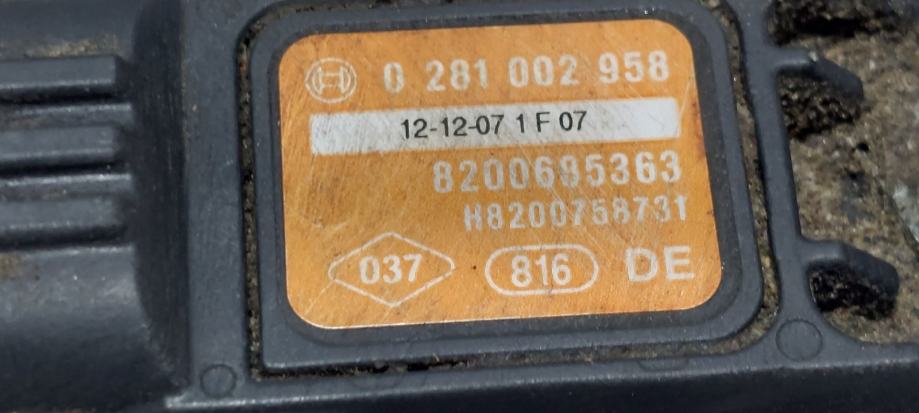 0 281 002 958
12-12-07 1 F 07
8200695363
H8200758731
037 816 DE